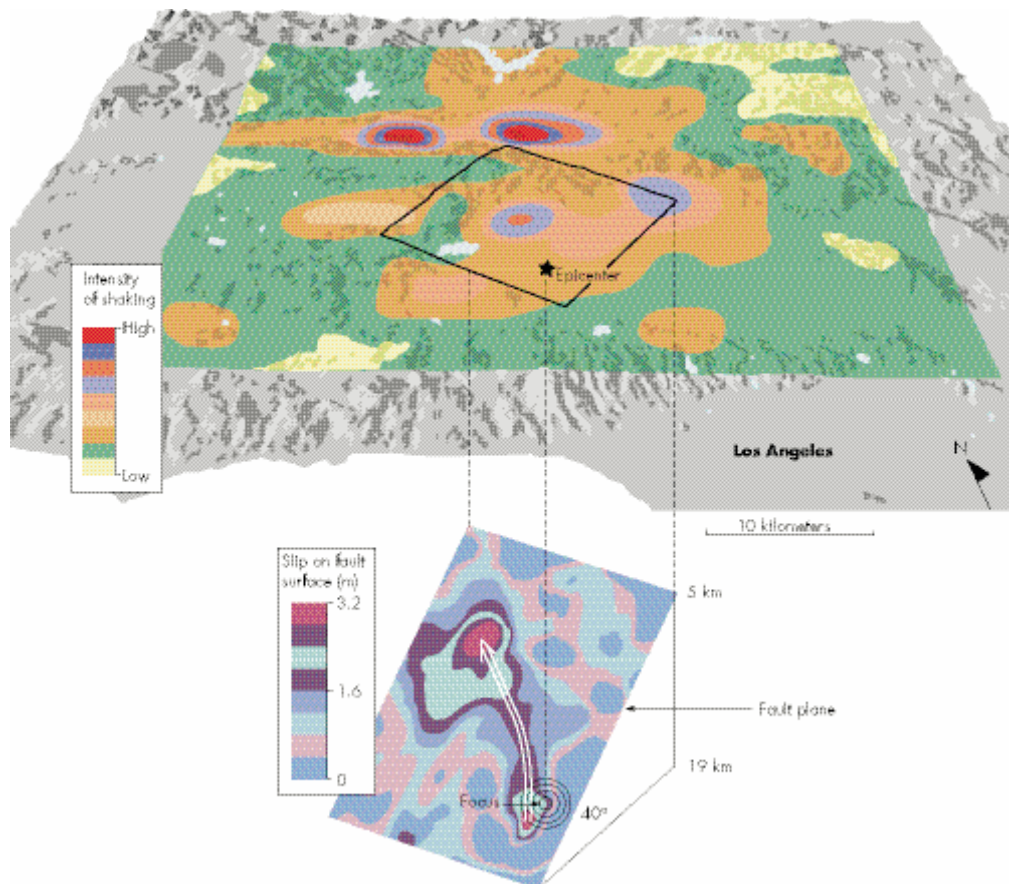 Epicenter
Intensity
of shaking
High
Low
Los Angeles
N
10 kilometers
Slip on fault
surface (m)
3.2
1.6
0
5 km
Fault plane
19 km
Focus
40°